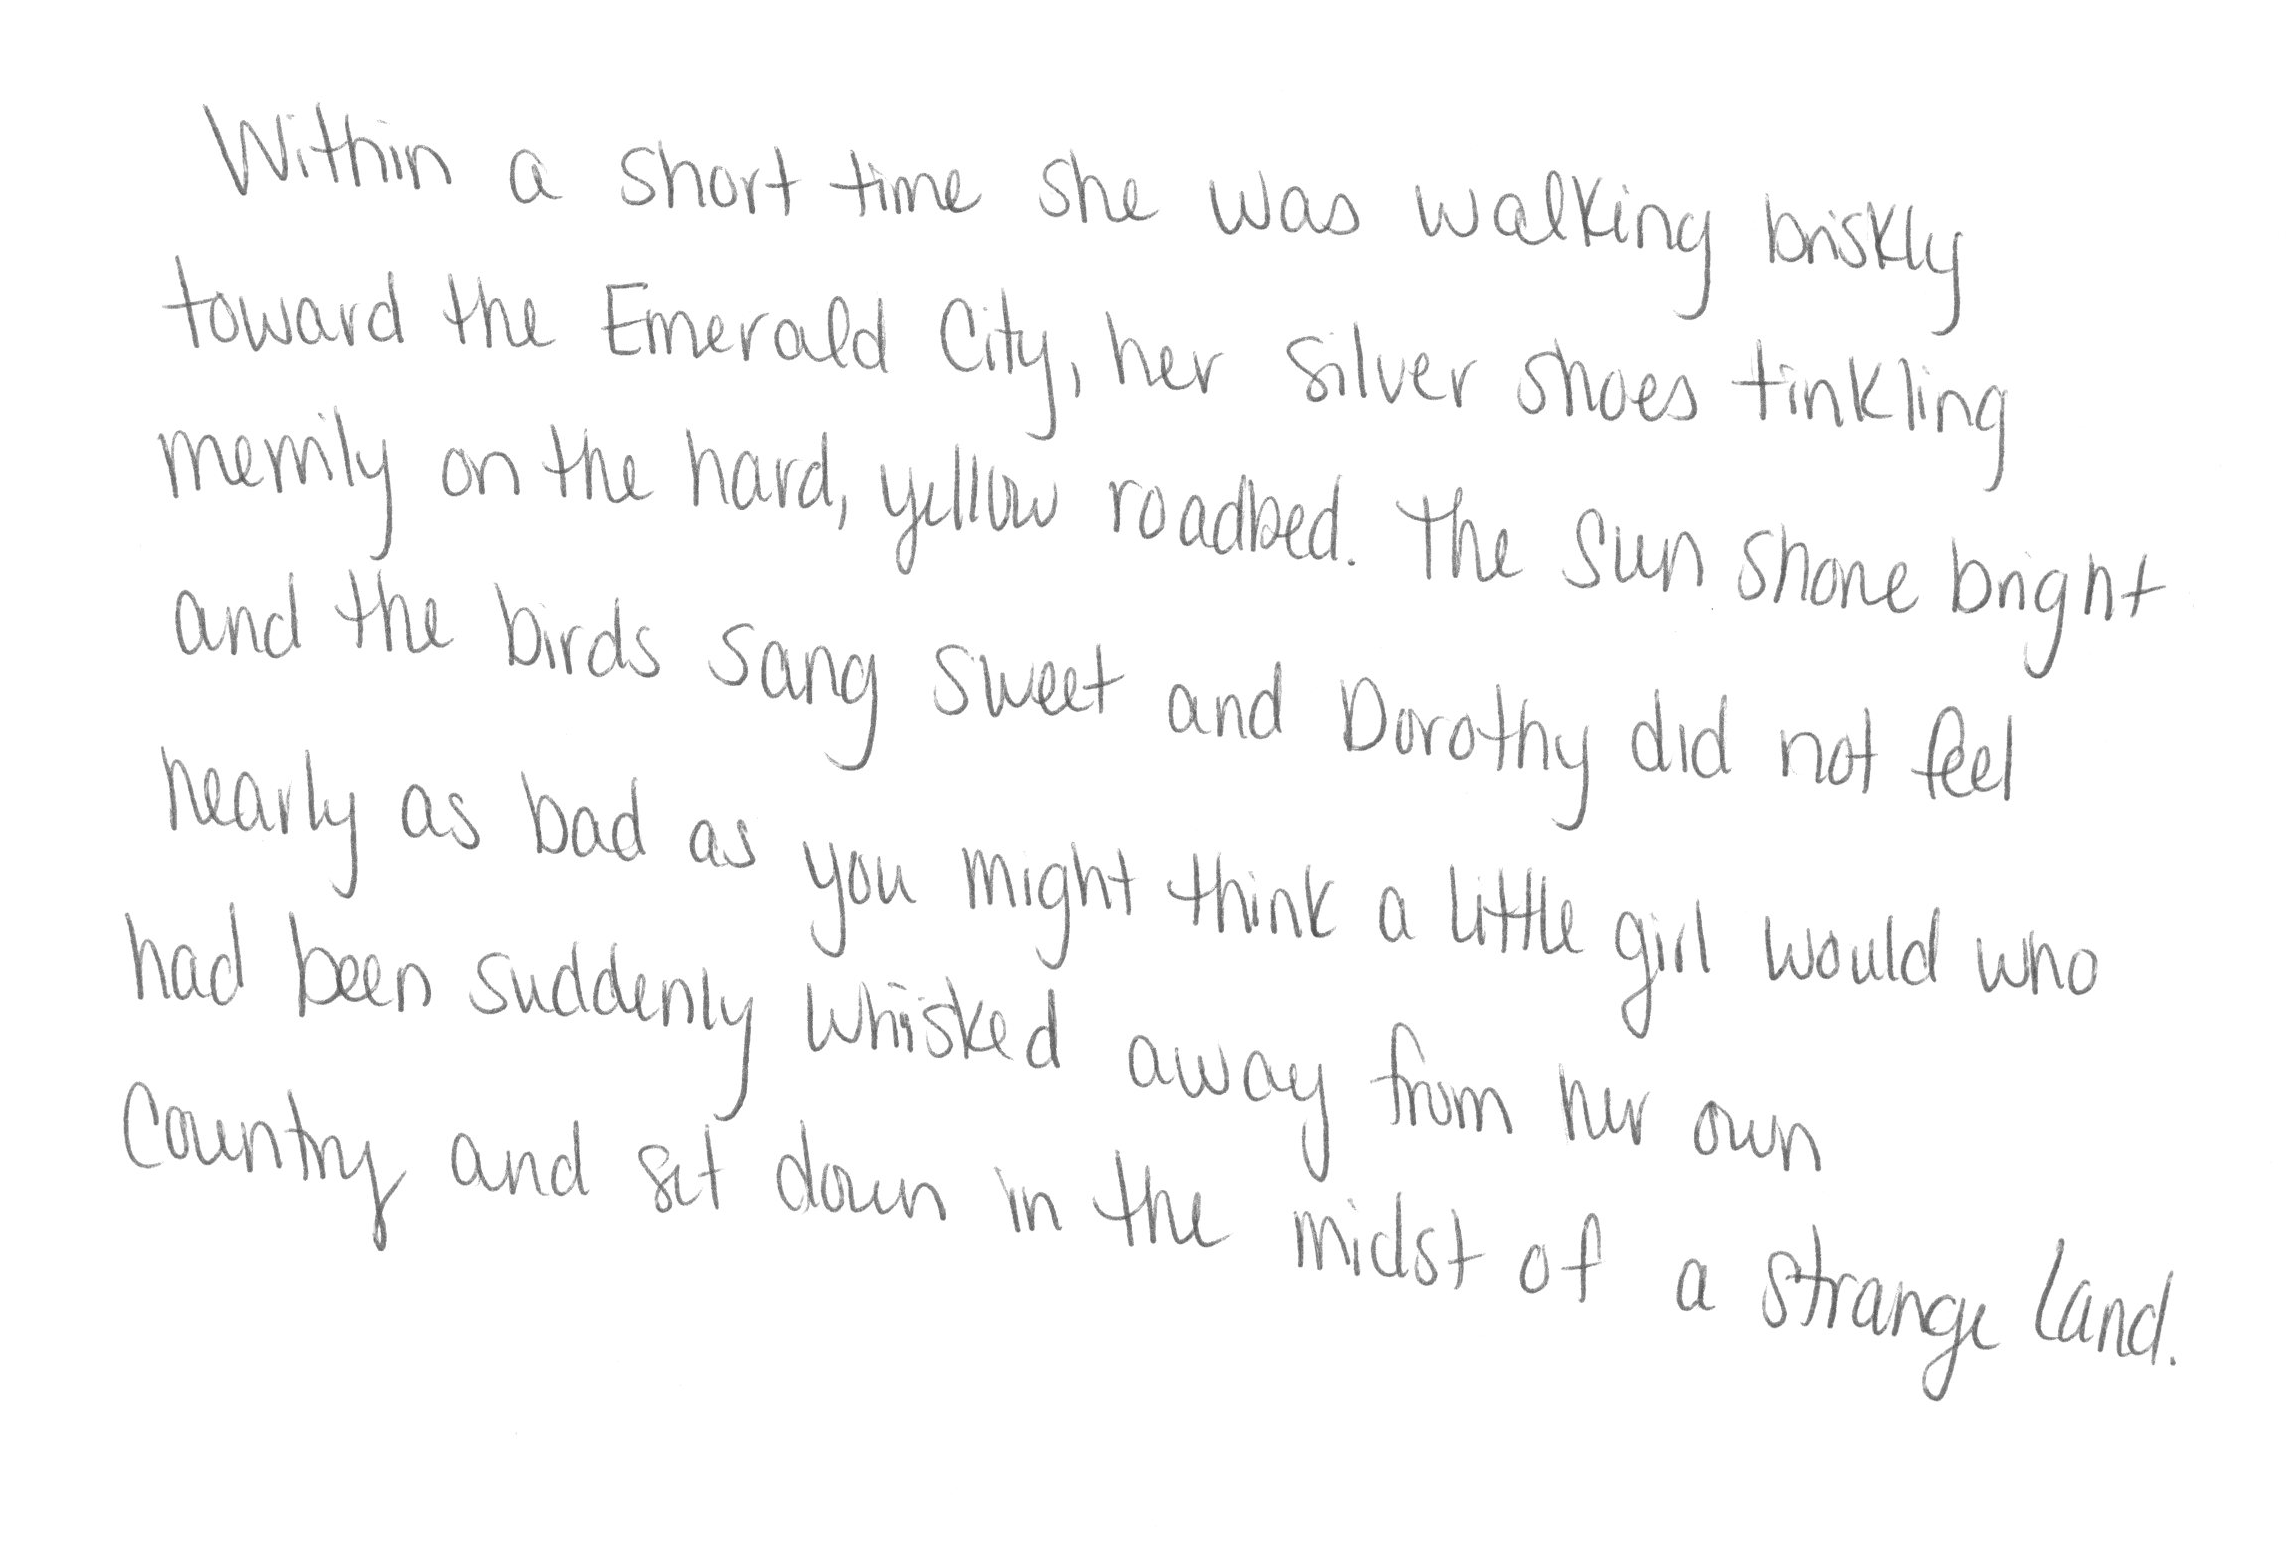 Within a short time she was walking briskly
toward the Emerald City, her silver shoes tinkling
merrily on the hard, yellow roadbed. The sun shone bright
and the birds sang sweet and Dorothy did not feel
nearly as bad as you might think a little girl would who
had been suddenly whisked away from her own
country and set down in the midst of a strange land.